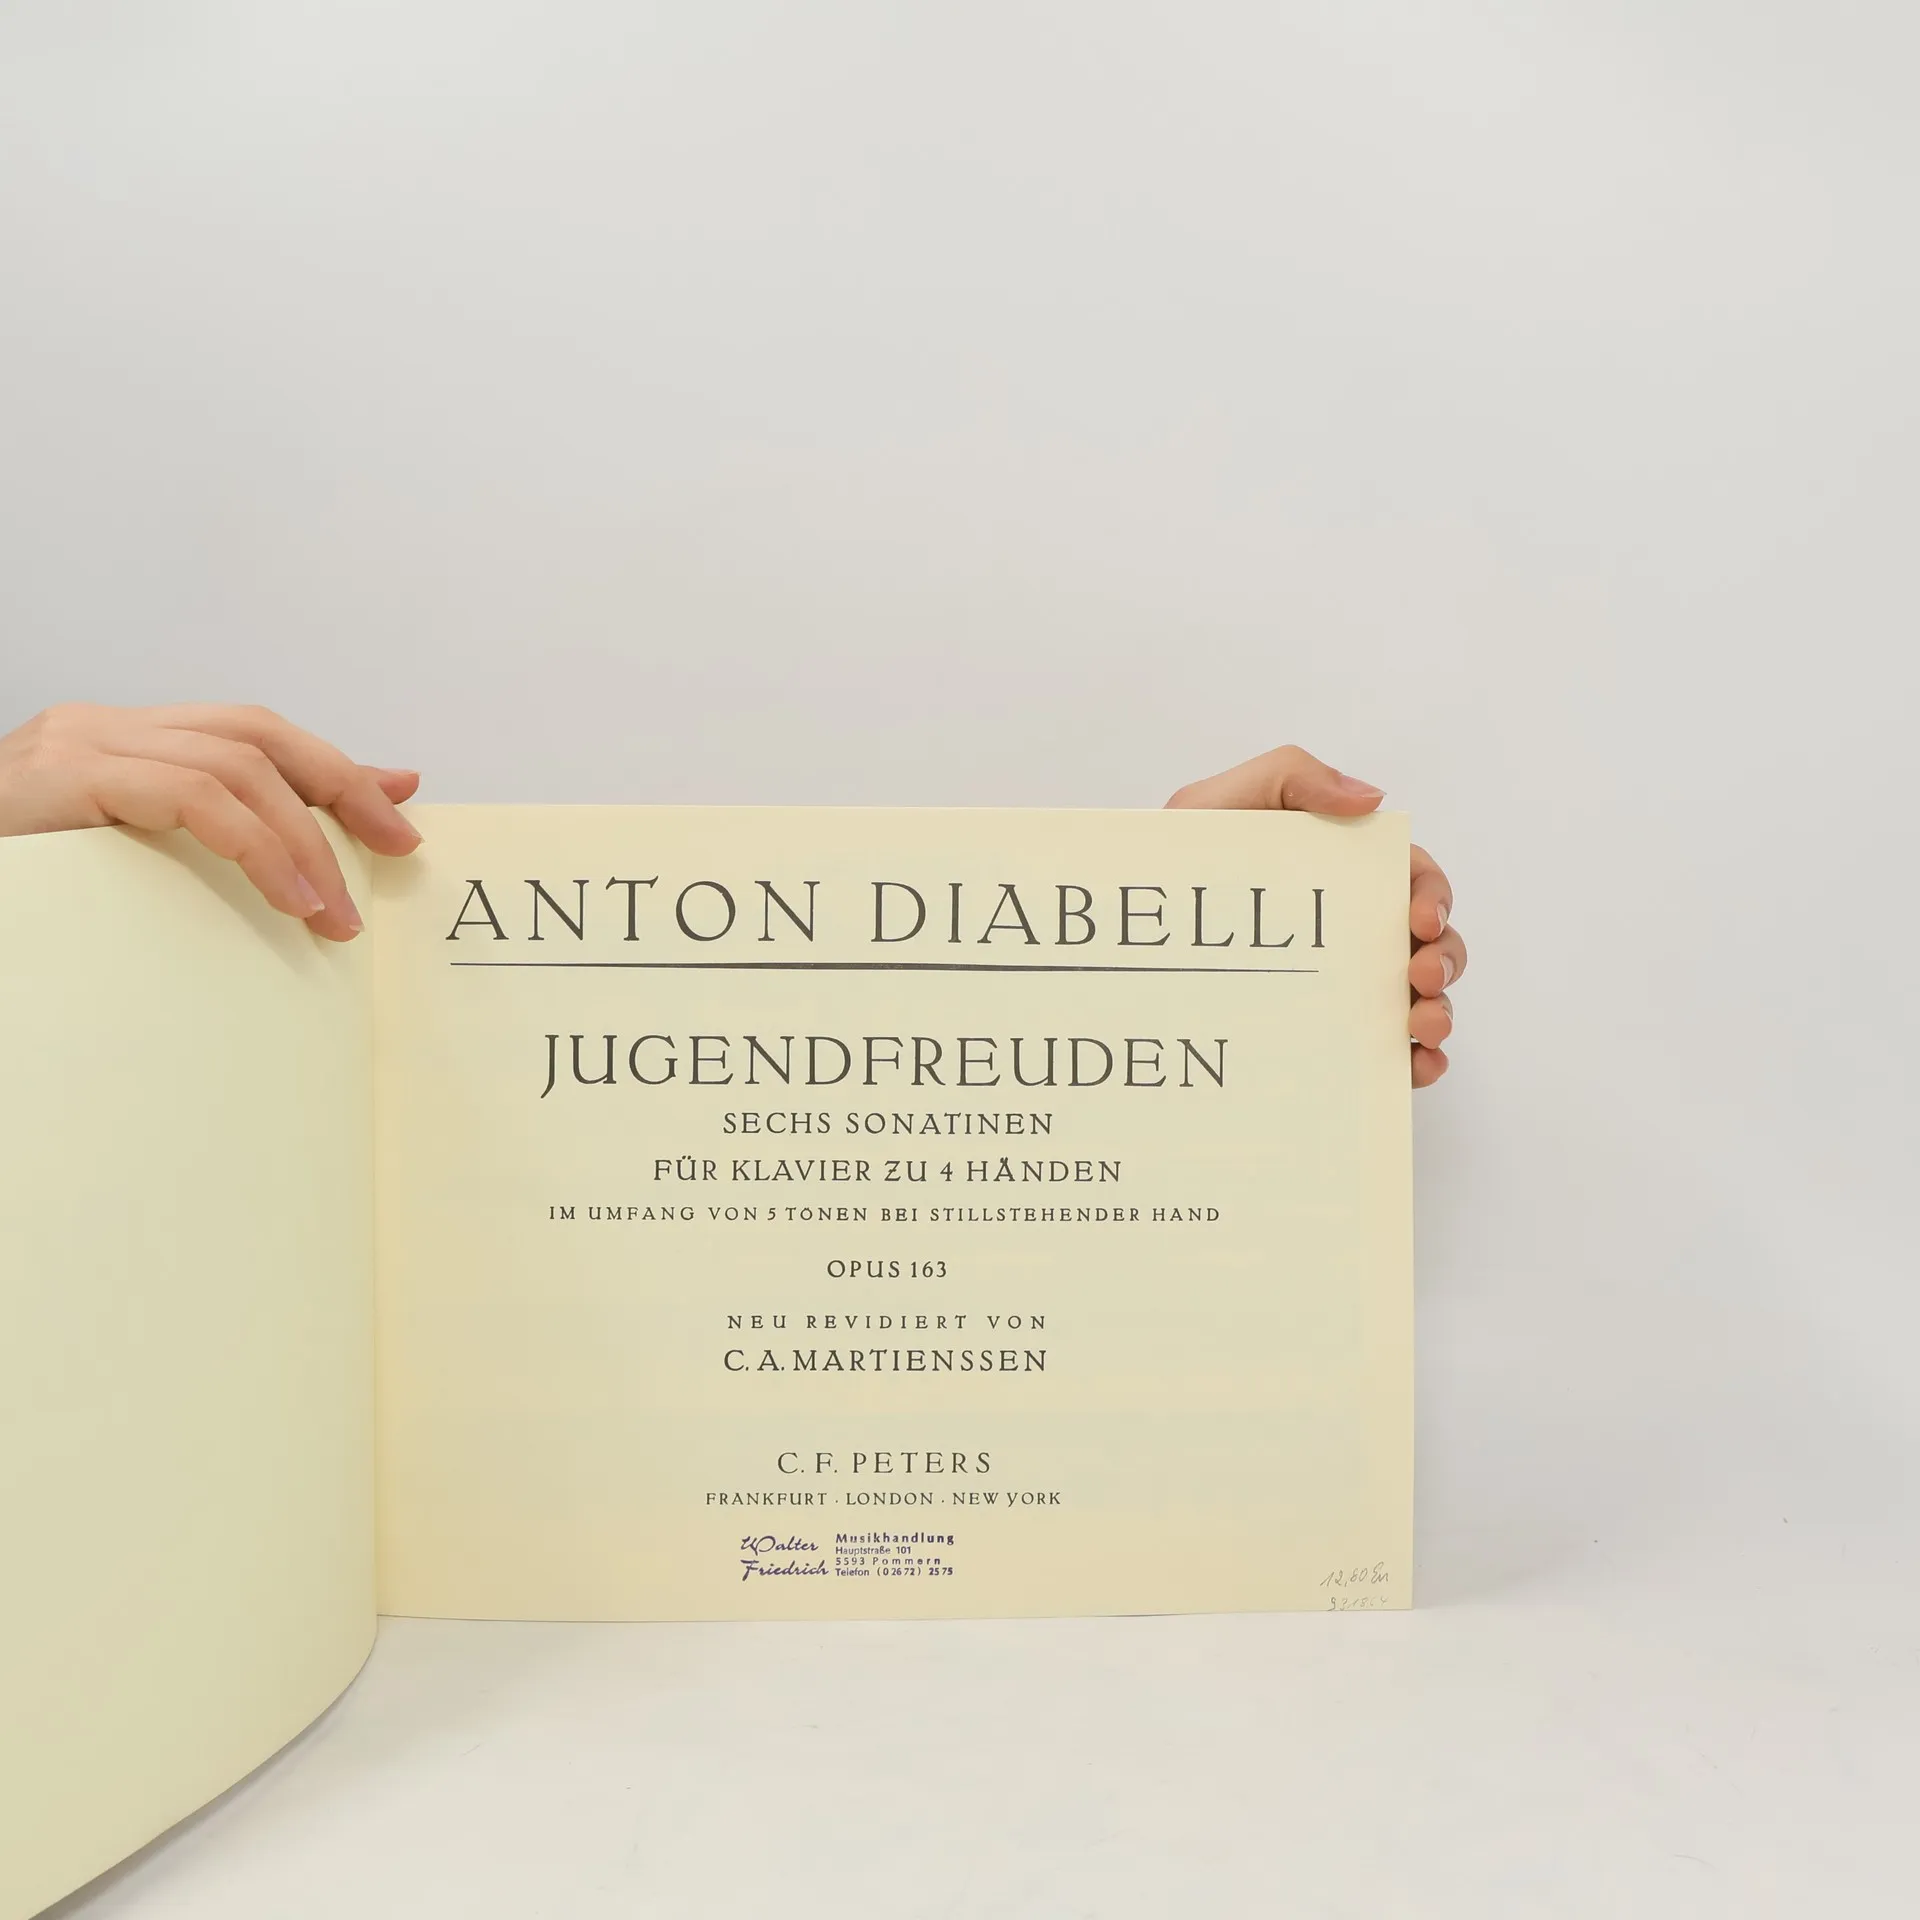 ANTON DIABELLI
JUGENDFREUDEN
SECHS SONATINEN
FÜR KLAVIER ZU 4 HÄNDEN
IM UMFANG VON 5 TÖNEN BEI STILLSTEHENDER HAND
OPUS 163
NEU REVIDIERT VON
C. A. MARTIENSSEN
C. F. PETERS
FRANKFURT · LONDON · NEW YORK
Walter Friedrich
Musikhandlung
Hauptstraße 101
5593 Pommern
Telefon (02672) 2575
12,80